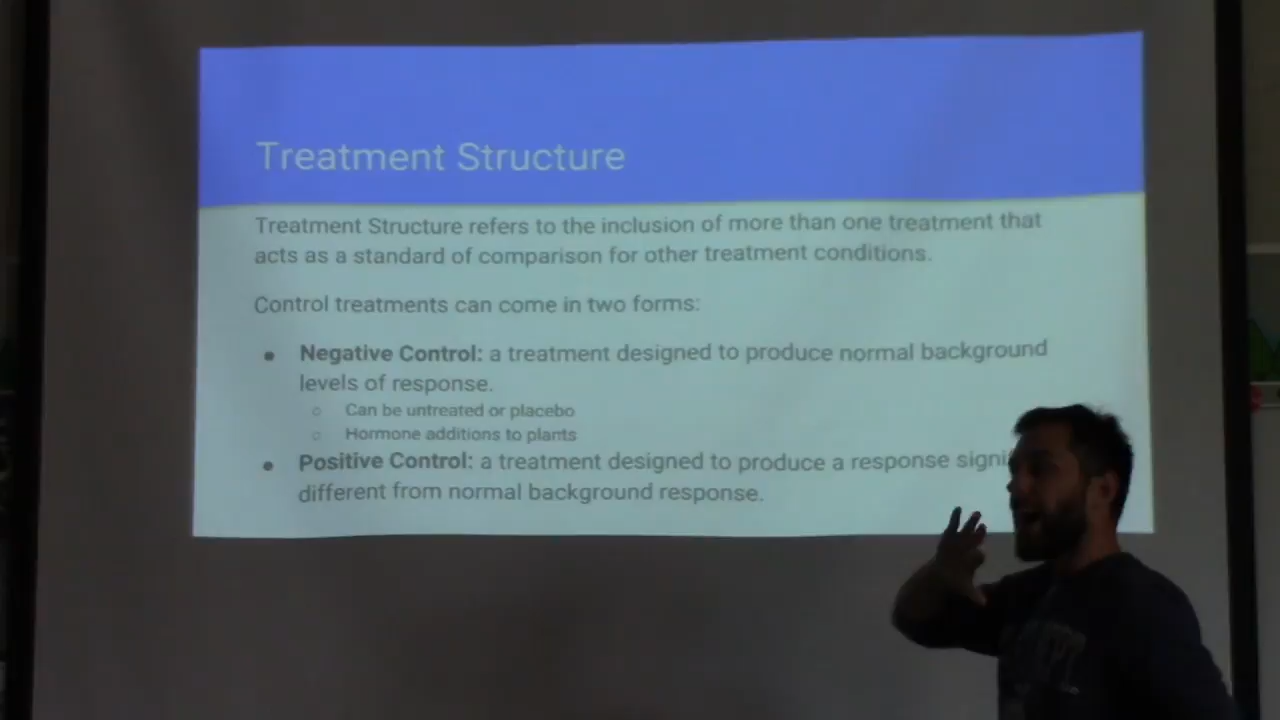 Treatment Structure
Treatment Structure refers to the inclusion of more than one treatment that
acts as a standard of comparison for other treatment conditions.
Control treatments can come in two forms:
● Negative Control: a treatment designed to produce normal background
levels of response.
○ Can be untreated or placebo
○ Hormone additions to plants
● Positive Control: a treatment designed to produce a response
different from normal background response.